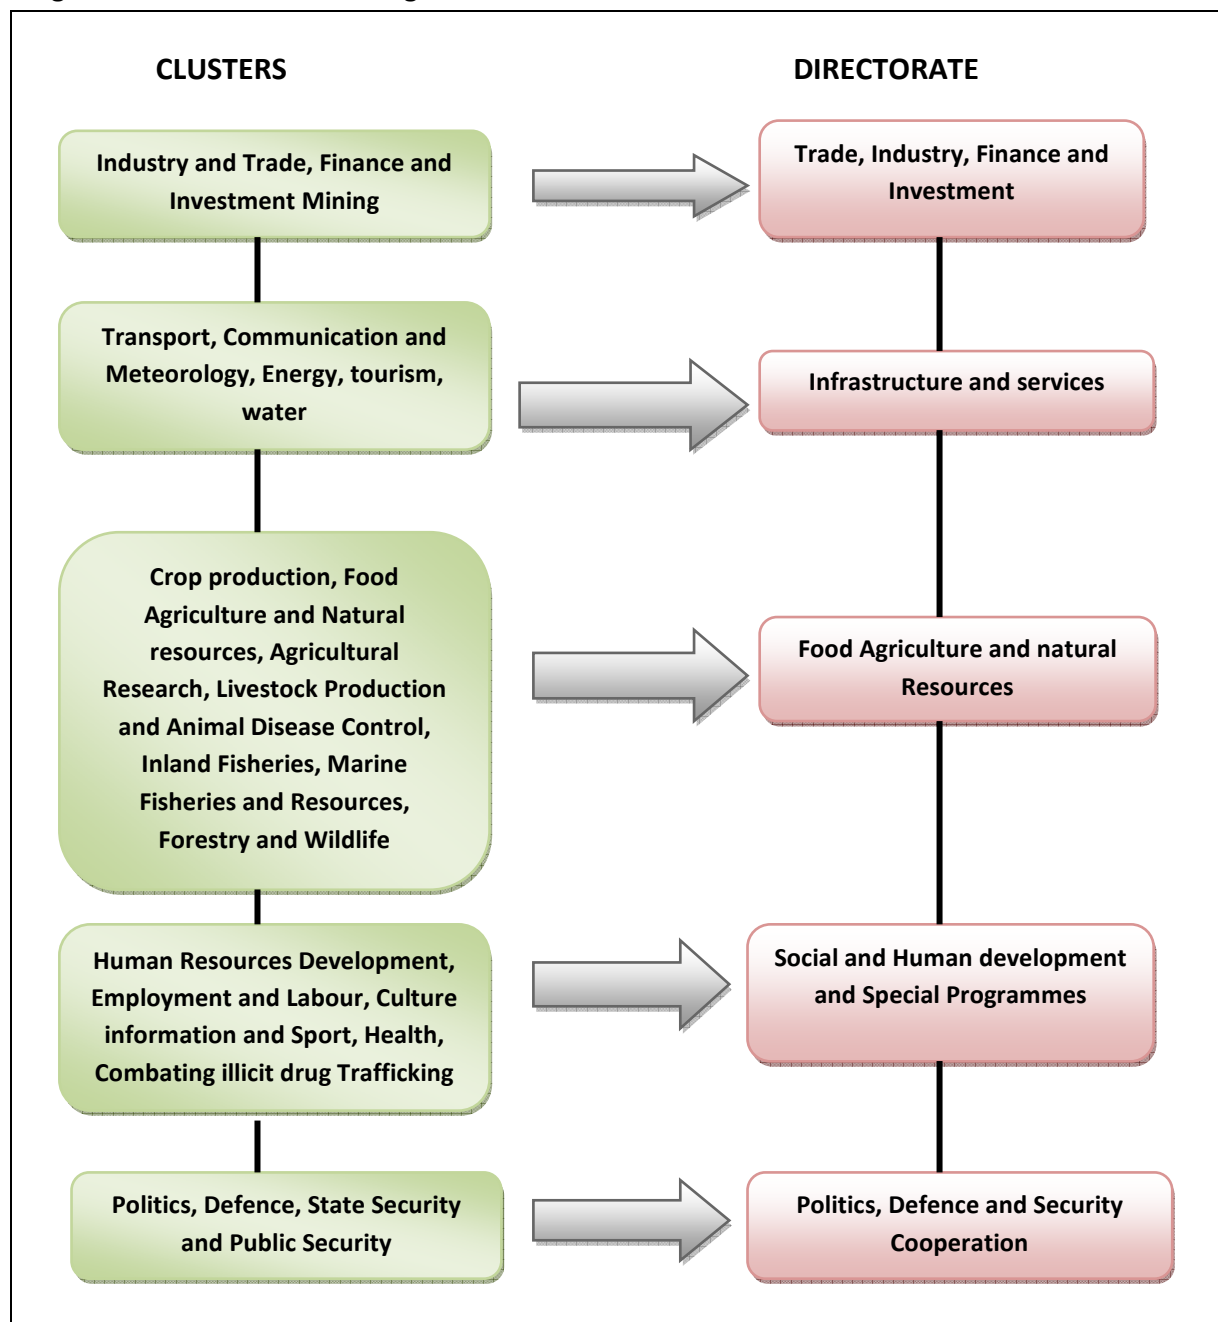 CLUSTERS
DIRECTORATE
Industry and Trade, Finance and
Investment Mining
Trade, Industry, Finance and
Investment
Transport, Communication and
Meteorology, Energy, tourism,
water
Infrastructure and services
Crop production, Food
Agriculture and Natural
resources, Agricultural
Research, Livestock Production
and Animal Disease Control,
Inland Fisheries, Marine
Fisheries and Resources,
Forestry and Wildlife
Food Agriculture and natural
Resources
Human Resources Development,
Employment and Labour, Culture
information and Sport, Health,
Combating illicit drug Trafficking
Social and Human development
and Special Programmes
Politics, Defence, State Security
and Public Security
Politics, Defence and Security
Cooperation